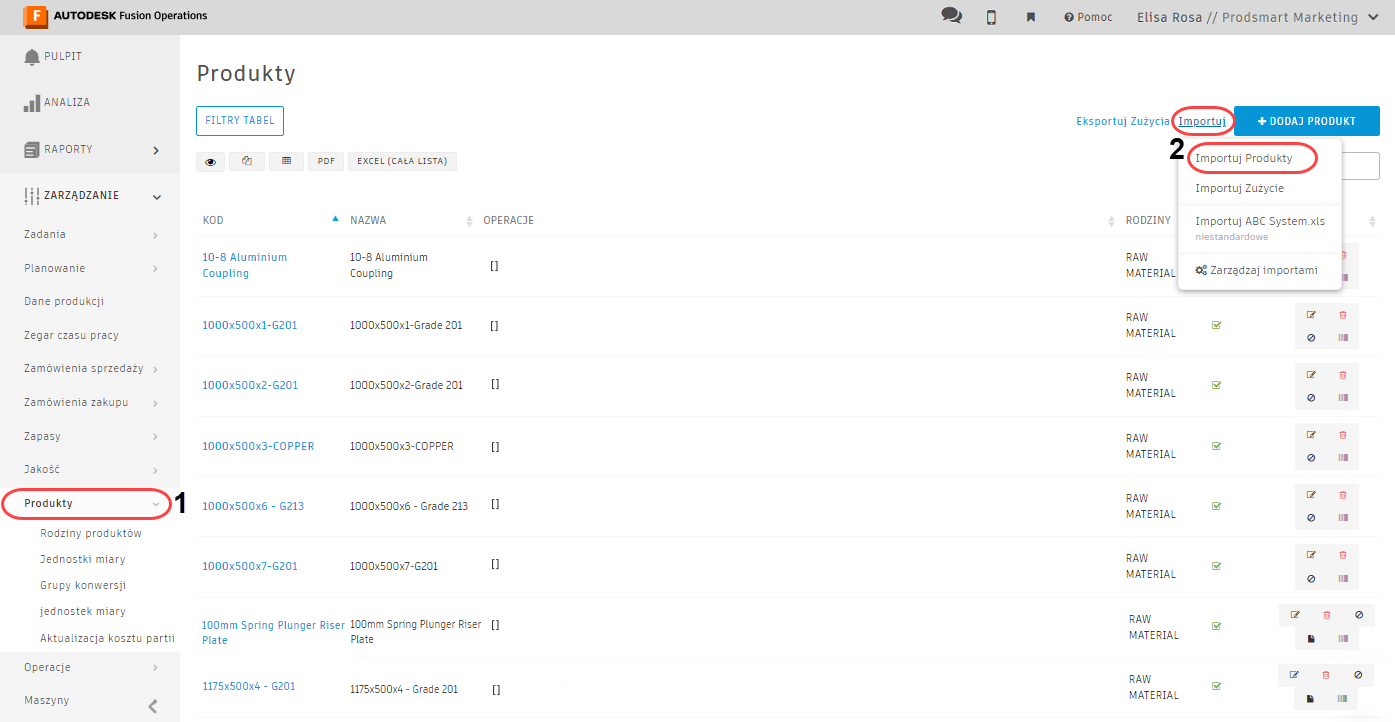 F AUTODESK Fusion Operations
Pomoc
Elisa Rosa // Prodsmart Marketing
PULPIT
ANALIZA
RAPORTY
ZARZĄDZANIE
Zadania
Planowanie
Dane produkcji
Zegar czasu pracy
Zamówienia sprzedaży
Zamówienia zakupu
Zapasy
Jakość
Produkty
1
Rodziny produktów
Jednostki miary
Grupy konwersji
jednostek miary
Aktualizacja kosztu partii
Operacje
Maszyny
Produkty
FILTRY TABEL
Eksportuj Zużycia
Importuj
+ DODAJ PRODUKT
2
Importuj Produkty
Importuj Zużycie
Importuj ABC System.xls
niestandardowe
Zarządzaj importami
PDF
EXCEL (CAŁA LISTA)
KOD NAZWA OPERACJE RODZINY
10-8 Aluminium 10-8 Aluminium [] RAW
Coupling Coupling MATERIAL
1000x500x1-G201 1000x500x1-Grade 201 [] RAW
MATERIAL
1000x500x2-G201 1000x500x2-Grade 201 [] RAW
MATERIAL
1000x500x3-COPPER 1000x500x3-COPPER [] RAW
MATERIAL
1000x500x6 - G213 1000x500x6 - Grade 213 [] RAW
MATERIAL
1000x500x7-G201 1000x500x7-G201 [] RAW
MATERIAL
100mm Spring Plunger Riser 100mm Spring Plunger Riser [] RAW
Plate Plate MATERIAL
1175x500x4 - G201 1175x500x4 - Grade 201 [] RAW
MATERIAL